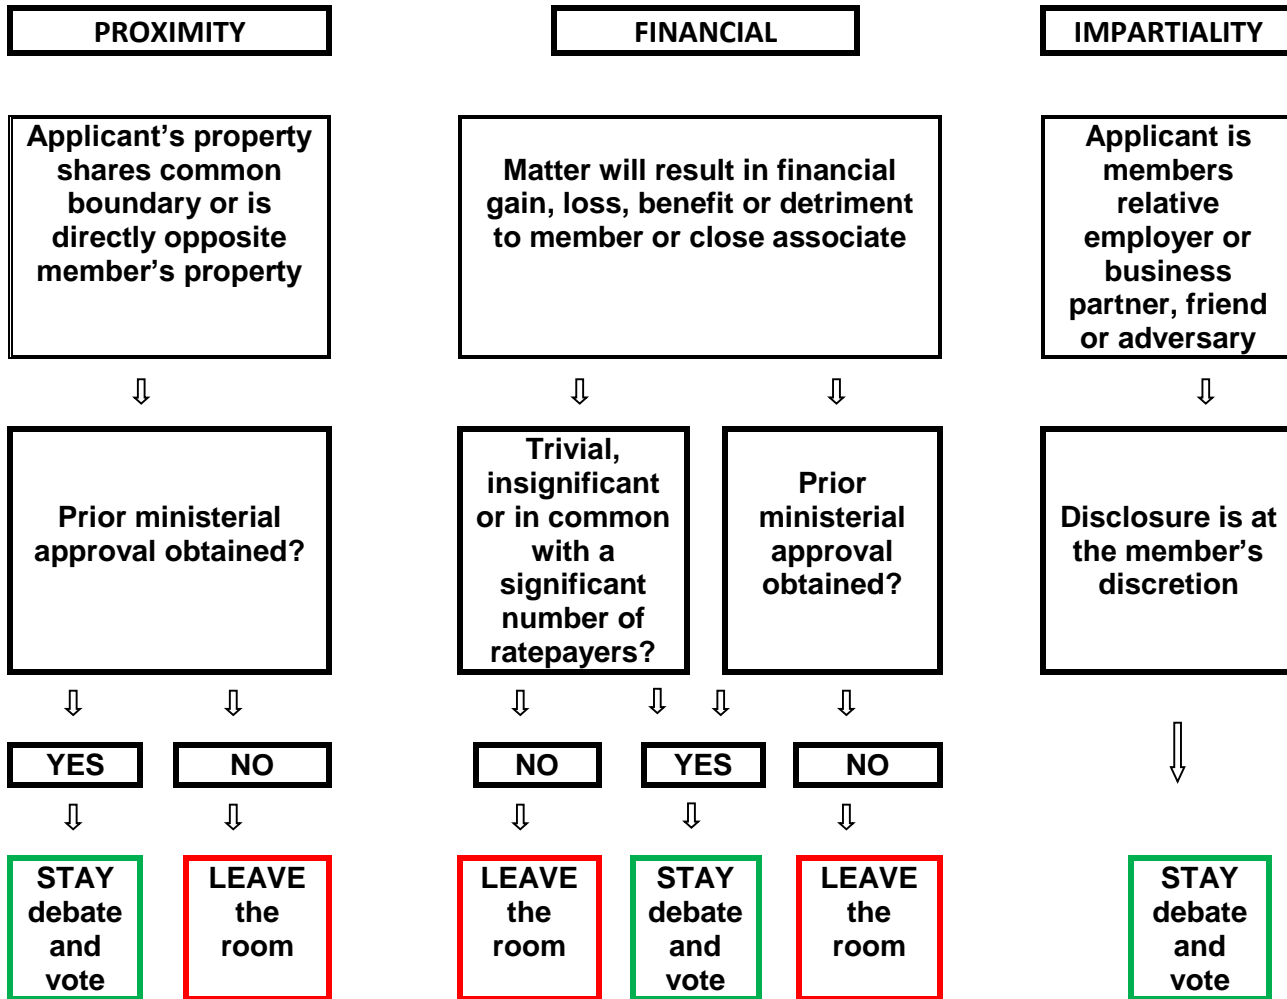 PROXIMITY
FINANCIAL
IMPARTIALITY
Applicant’s property
shares common
boundary or is
directly opposite
member’s property
Matter will result in financial
gain, loss, benefit or detriment
to member or close associate
Applicant is
members
relative
employer or
business
partner, friend
or adversary
Prior ministerial
approval obtained?
Trivial,
insignificant
or in common
with a
significant
number of
ratepayers?
Prior
ministerial
approval
obtained?
Disclosure is at
the member’s
discretion
YES
NO
NO
YES
NO
STAY
debate
and
vote
LEAVE
the
room
LEAVE
the
room
STAY
debate
and
vote
LEAVE
the
room
STAY
debate
and
vote